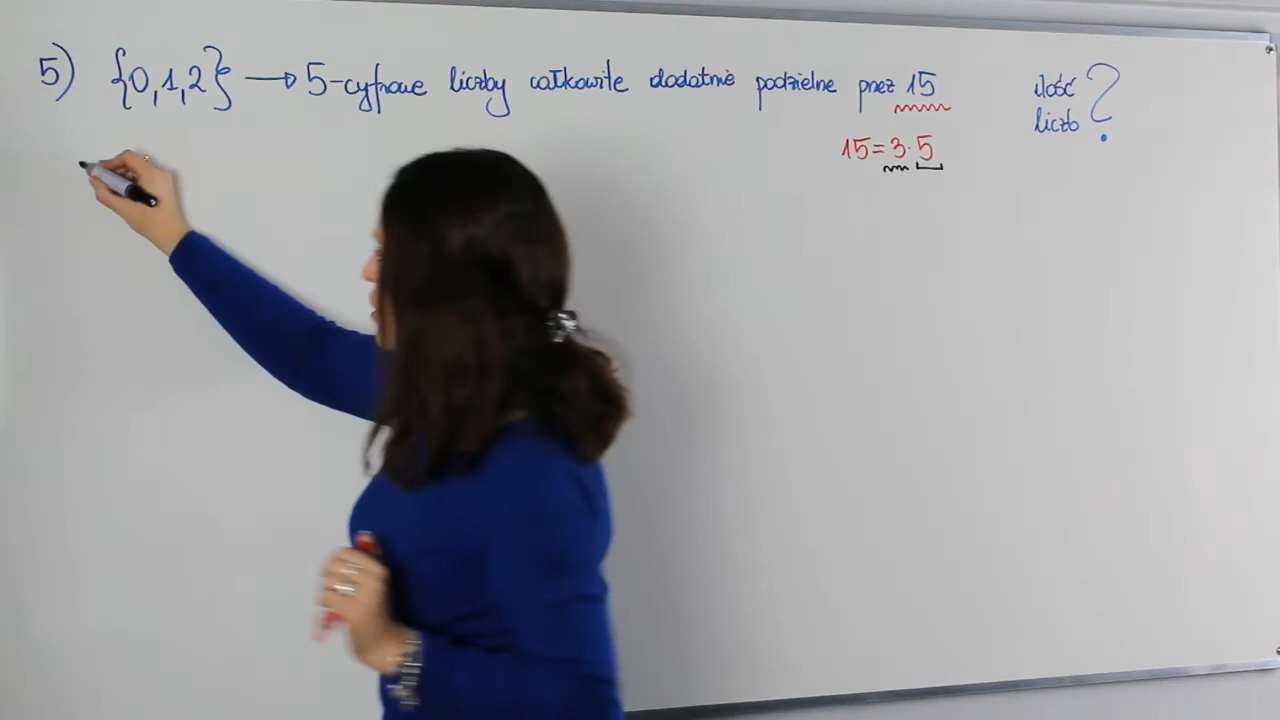 5) {0,1,2} → 5-cyfrowe liczby całkowite dodatnie podzielne przez 15 ilość liczb ?
15=3·5